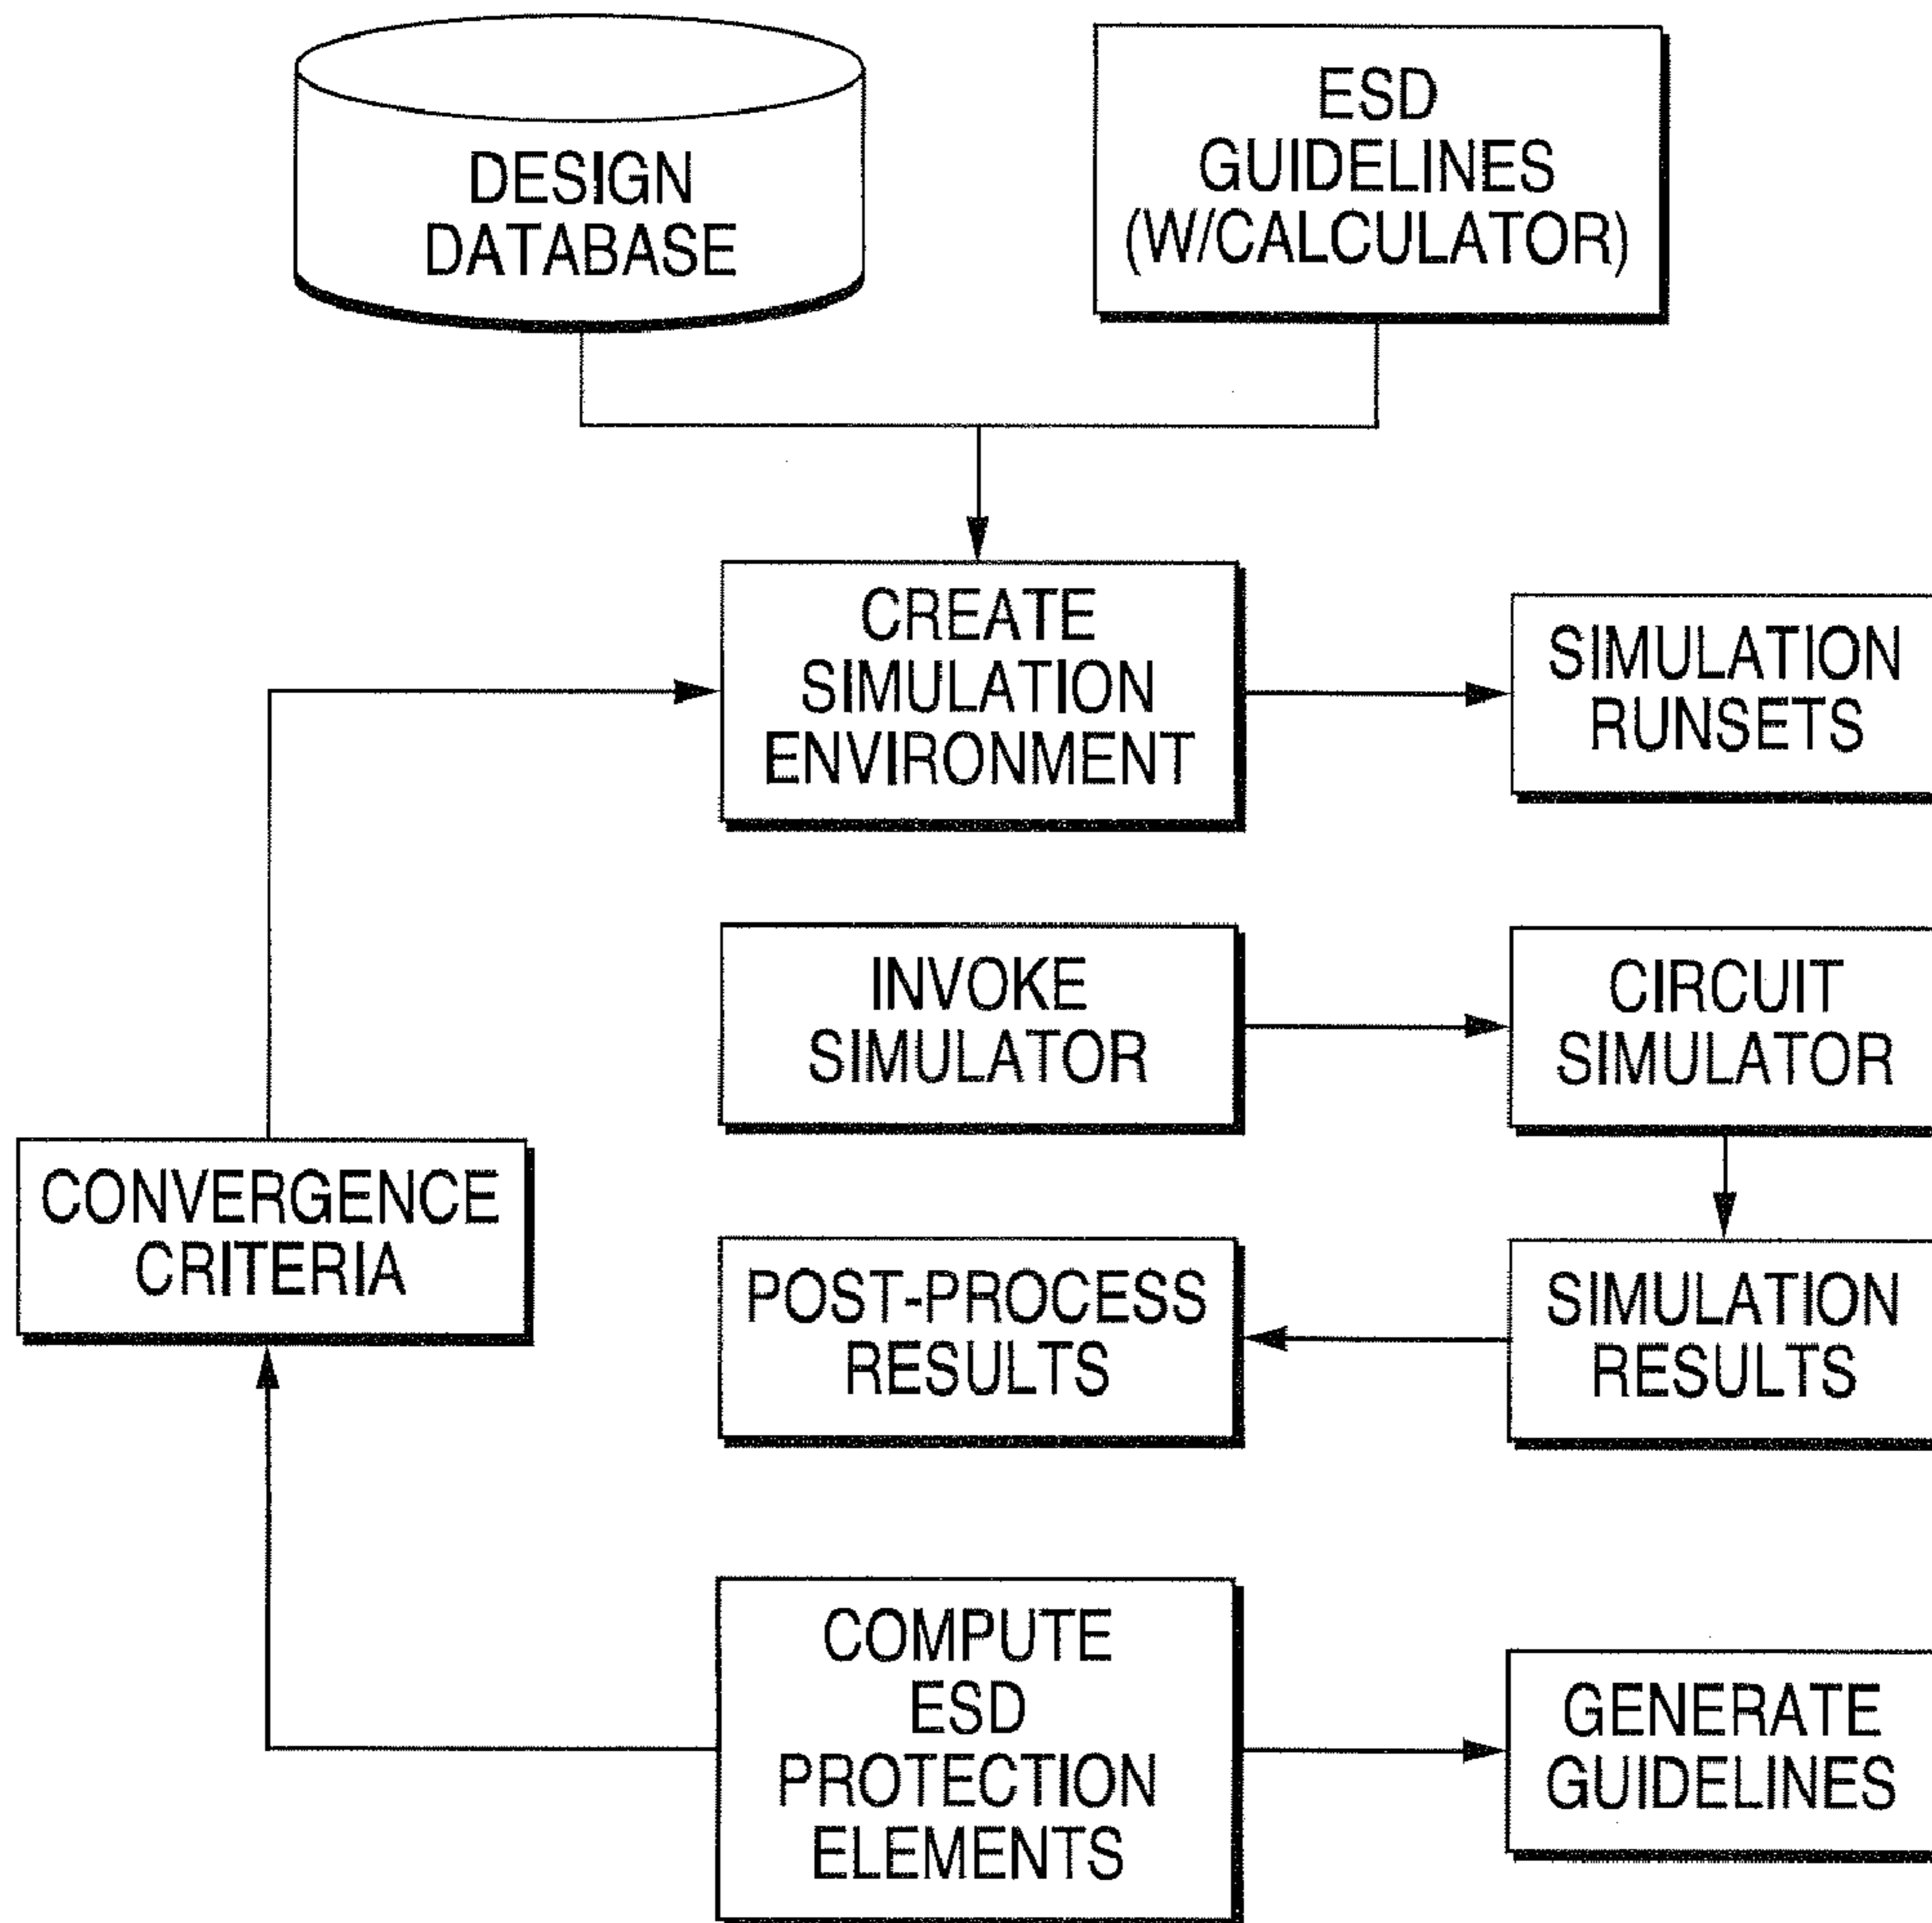 DESIGN
DATABASE
ESD
GUIDELINES
(W/CALCULATOR)
CREATE
SIMULATION
ENVIRONMENT
SIMULATION
RUNSETS
INVOKE
SIMULATOR
CIRCUIT
SIMULATOR
CONVERGENCE
CRITERIA
POST-PROCESS
RESULTS
SIMULATION
RESULTS
COMPUTE
ESD
PROTECTION
ELEMENTS
GENERATE
GUIDELINES